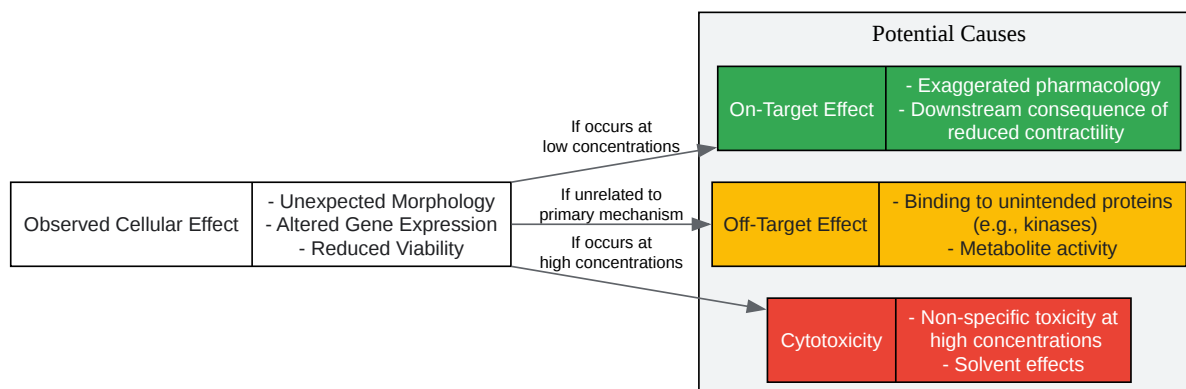 Potential Causes
On-Target Effect
- Exaggerated pharmacology
- Downstream consequence of
reduced contractility
If occurs at
low concentrations
Observed Cellular Effect
- Unexpected Morphology
- Altered Gene Expression
- Reduced Viability
If unrelated to
primary mechanism
Off-Target Effect
- Binding to unintended proteins
(e.g., kinases)
- Metabolite activity
If occurs at
high concentrations
Cytotoxicity
- Non-specific toxicity at
high concentrations
- Solvent effects